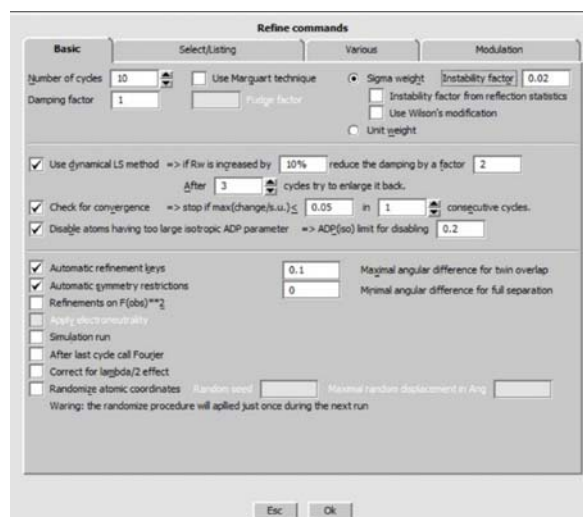 Refine commands
Basic Select/Listing Various Modulation
Number of cycles 10 Use Marquart technique Sigma weight Instability factor 0.02
Damping factor 1 Fudge factor Instability factor from reflection statistics
Use Wilson's modification
Unit weight
Use dynamical LS method => if Rw is increased by 10% reduce the damping by a factor 2
After 3 cycles try to enlarge it back.
Check for convergence => stop if max(change/s.u.)< 0.05 in 1 consecutive cycles.
Disable atoms having too large isotropic ADP parameter => ADP(iso) limit for disabling 0.2
Automatic refinement keys 0.1 Maximal angular difference for twin overlap
Automatic symmetry restrictions 0 Minimal angular difference for full separation
Refinements on F(obs)**2
Apply electroneutrality
Simulation run
After last cycle call Fourier
Correct for lambda/2 effect
Randomize atomic coordinates Random seed Maximal random displacement in Ang
Waring: the randomize procedure will apllied just once during the next run
Esc Ok